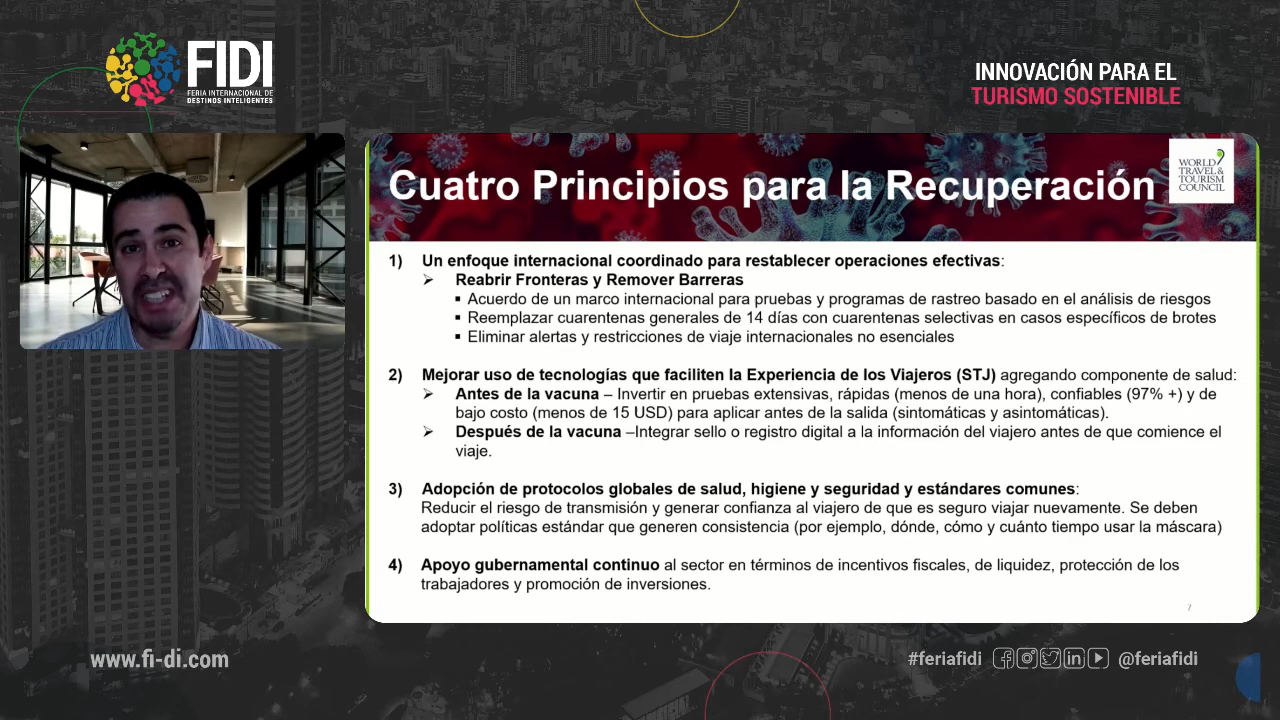 FIDI
FERIA INTERNACIONAL DE
DESTINOS INTELIGENTES
INNOVACIÓN PARA EL
TURISMO SOSTENIBLE
Cuatro Principios para la Recuperación
WORLD
TRAVEL &
TOURISM
COUNCIL
1) Un enfoque internacional coordinado para restablecer operaciones efectivas:
➢ Reabrir Fronteras y Remover Barreras
▪ Acuerdo de un marco internacional para pruebas y programas de rastreo basado en el análisis de riesgos
▪ Reemplazar cuarentenas generales de 14 días con cuarentenas selectivas en casos específicos de brotes
▪ Eliminar alertas y restricciones de viaje internacionales no esenciales
2) Mejorar uso de tecnologías que faciliten la Experiencia de los Viajeros (STJ) agregando componente de salud:
➢ Antes de la vacuna – Invertir en pruebas extensivas, rápidas (menos de una hora), confiables (97% +) y de
bajo costo (menos de 15 USD) para aplicar antes de la salida (sintomáticas y asintomáticas).
➢ Después de la vacuna –Integrar sello o registro digital a la información del viajero antes de que comience el
viaje.
3) Adopción de protocolos globales de salud, higiene y seguridad y estándares comunes:
Reducir el riesgo de transmisión y generar confianza al viajero de que es seguro viajar nuevamente. Se deben
adoptar políticas estándar que generen consistencia (por ejemplo, dónde, cómo y cuánto tiempo usar la máscara)
4) Apoyo gubernamental continuo al sector en términos de incentivos fiscales, de liquidez, protección de los
trabajadores y promoción de inversiones.
7
www.fi-di.com
#feriafidi
@feriafidi